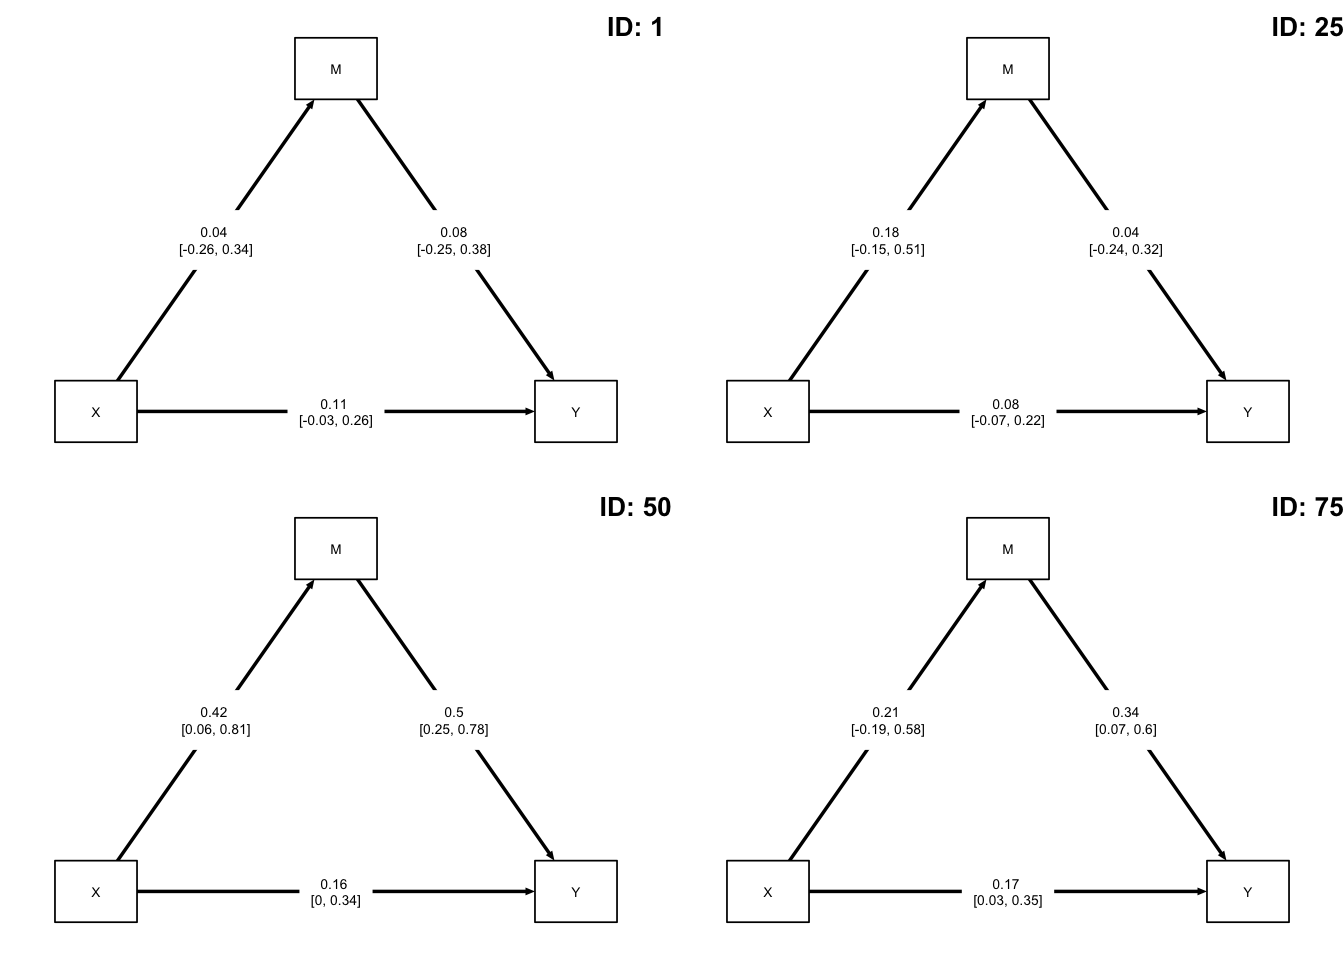 ID: 1
M
0.04
[-0.26, 0.34]
0.08
[-0.25, 0.38]
X
0.11
[-0.03, 0.26]
Y
ID: 25
M
0.18
[-0.15, 0.51]
0.04
[-0.24, 0.32]
X
0.08
[-0.07, 0.22]
Y
ID: 50
M
0.42
[0.06, 0.81]
0.5
[0.25, 0.78]
X
0.16
[0, 0.34]
Y
ID: 75
M
0.21
[-0.19, 0.58]
0.34
[0.07, 0.6]
X
0.17
[0.03, 0.35]
Y